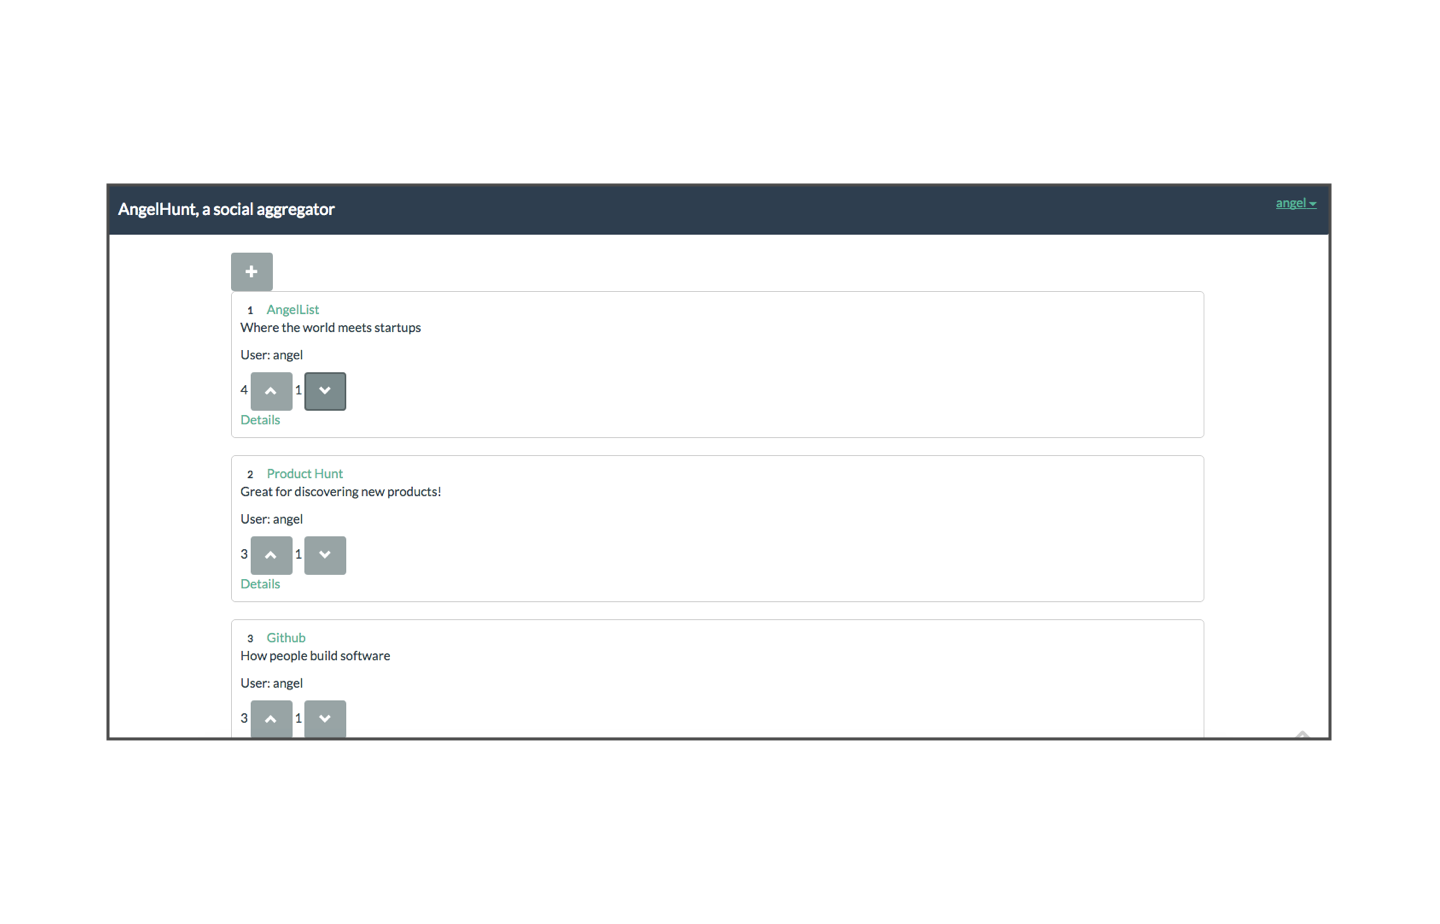 AngelHunt, a social aggregator
angel
+
1 AngelList
Where the world meets startups
User: angel
4 1
Details
2 Product Hunt
Great for discovering new products!
User: angel
3 1
Details
3 Github
How people build software
User: angel
3 1